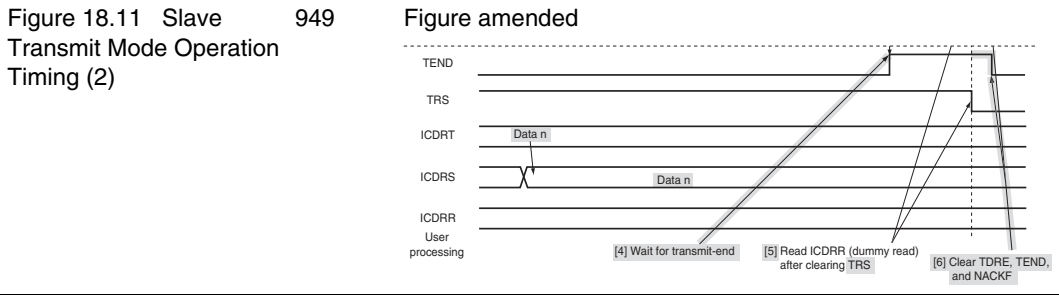 Figure 18.11 Slave 949 Figure amended
Transmit Mode Operation
Timing (2)
TEND
TRS
ICDRT Data n
ICDRS Data n
ICDRR
User
processing
[4] Wait for transmit-end
[5] Read ICDRR (dummy read)
after clearing TRS
[6] Clear TDRE, TEND,
and NACKF